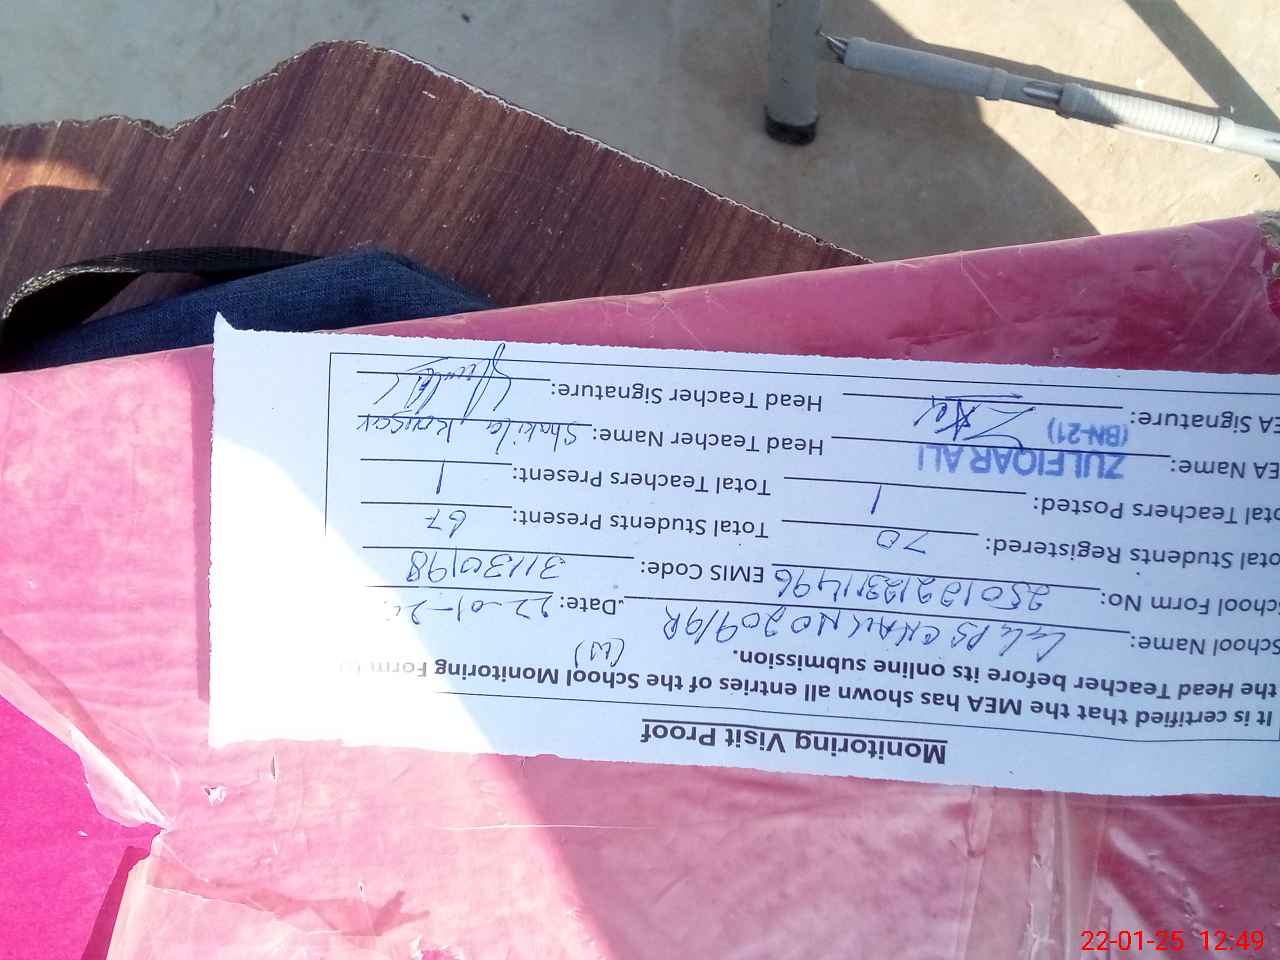 Monitoring Visit Proof
It is certified that the MEA has shown all entries of the School Monitoring Form to
the Head Teacher before its online submission. (W)
School Name: GGPS CHAK NO 209/9R Date: 22-01-2
School Form No: EMIS Code: 31130198
otal Students Registered: 70 Total Students Present: 67
otal Teachers Posted: 1 Total Teachers Present: 1
EA Name: ZULFIQAR ALI Head Teacher Name: Shakila Kousar
(BN-21)
EA Signature: Head Teacher Signature:
22-01-25 12:49